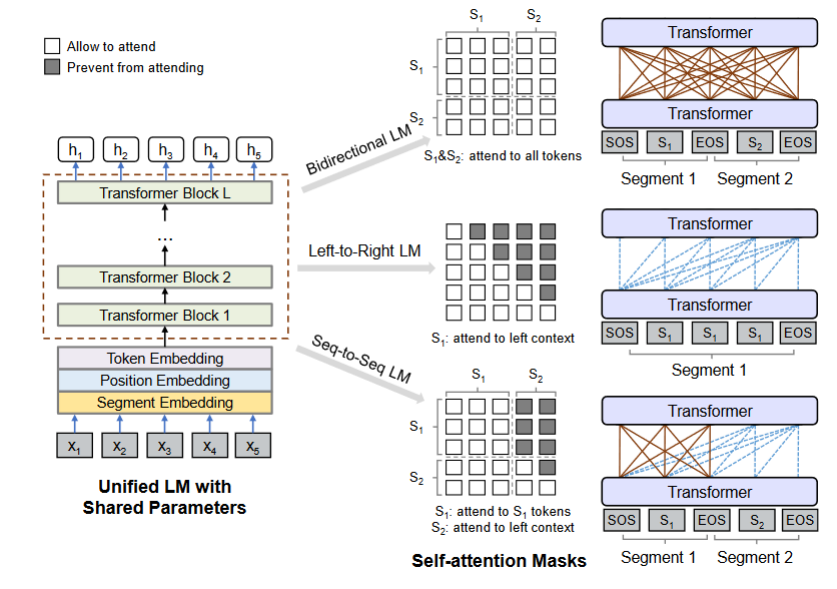 Allow to attend
Prevent from attending
h1 h2 h3 h4 h5
Transformer Block L
...
Transformer Block 2
Transformer Block 1
Token Embedding
Position Embedding
Segment Embedding
x1 x2 x3 x4 x5
Unified LM with
Shared Parameters
Bidirectional LM
Left-to-Right LM
Seq-to-Seq LM
S1 S2
S1
S2
S1&S2: attend to all tokens
S1: attend to left context
S1 S2
S1
S2
S1: attend to S1 tokens
S2: attend to left context
Self-attention Masks
Transformer
Transformer
SOS S1 EOS S2 EOS
Segment 1 Segment 2
Transformer
Transformer
SOS S1 S1 S1 EOS
Segment 1
Transformer
Transformer
SOS S1 EOS S2 EOS
Segment 1 Segment 2